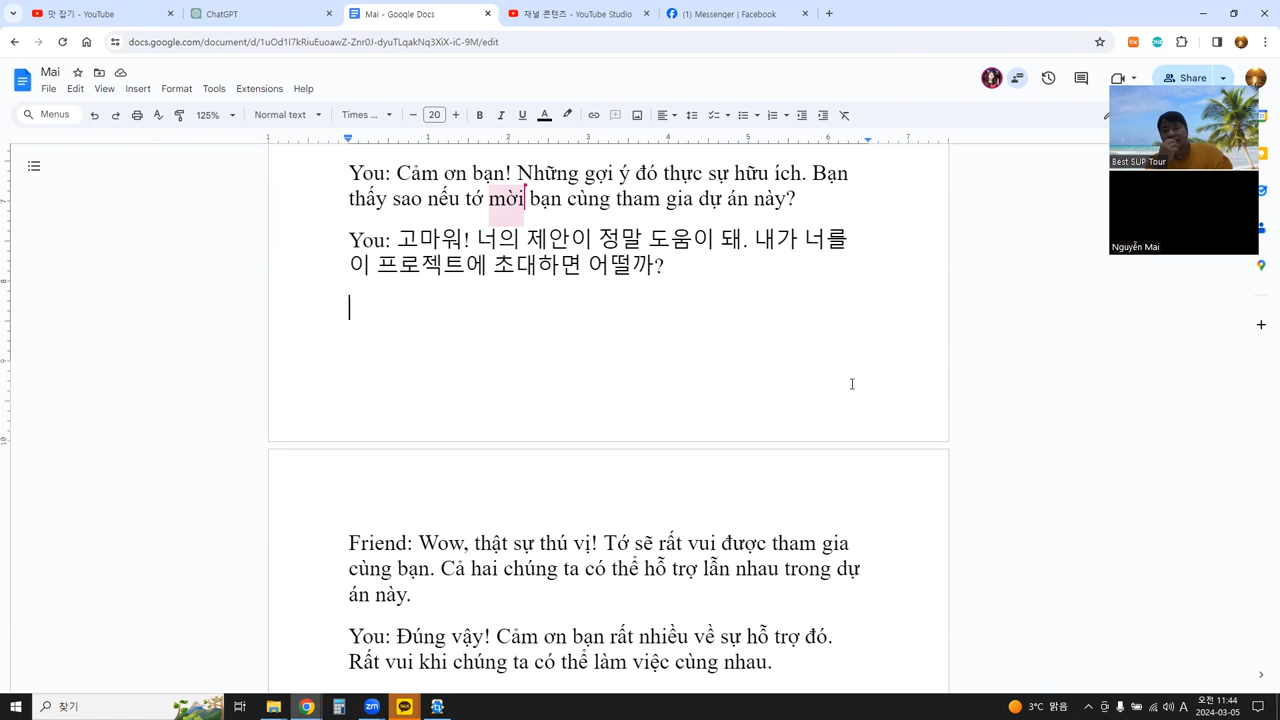 맛 잡기 - YouTube
ChatGPT
Mai - Google Docs
재널 콘텐츠 - YouTube Studio
(1) Messenger | Facebook
docs.google.com/document/d/1uOd1I7kRiuEuoawZ-Znr0J-dyuTLqakNq3XiX-iC-9M/edit
Mai
File Edit View Insert Format Tools Extensions Help
Share
Menus
125%
Normal text
Times ...
20
You: Cảm ơn bạn! Những gợi ý đó thực sự hữu ích. Bạn
thấy sao nếu tớ mời bạn cùng tham gia dự án này?
You: 고마워! 너의 제안이 정말 도움이 돼. 내가 너를
이 프로젝트에 초대하면 어떨까?
Friend: Wow, thật sự thú vị! Tớ sẽ rất vui được tham gia
cùng bạn. Cả hai chúng ta có thể hỗ trợ lẫn nhau trong dự
án này.
You: Đúng vậy! Cảm ơn bạn rất nhiều về sự hỗ trợ đó.
Rất vui khi chúng ta có thể làm việc cùng nhau.
Best SUP Tour
Nguyễn Mai
찾기
3°C 맑음
오전 11:44
2024-03-05